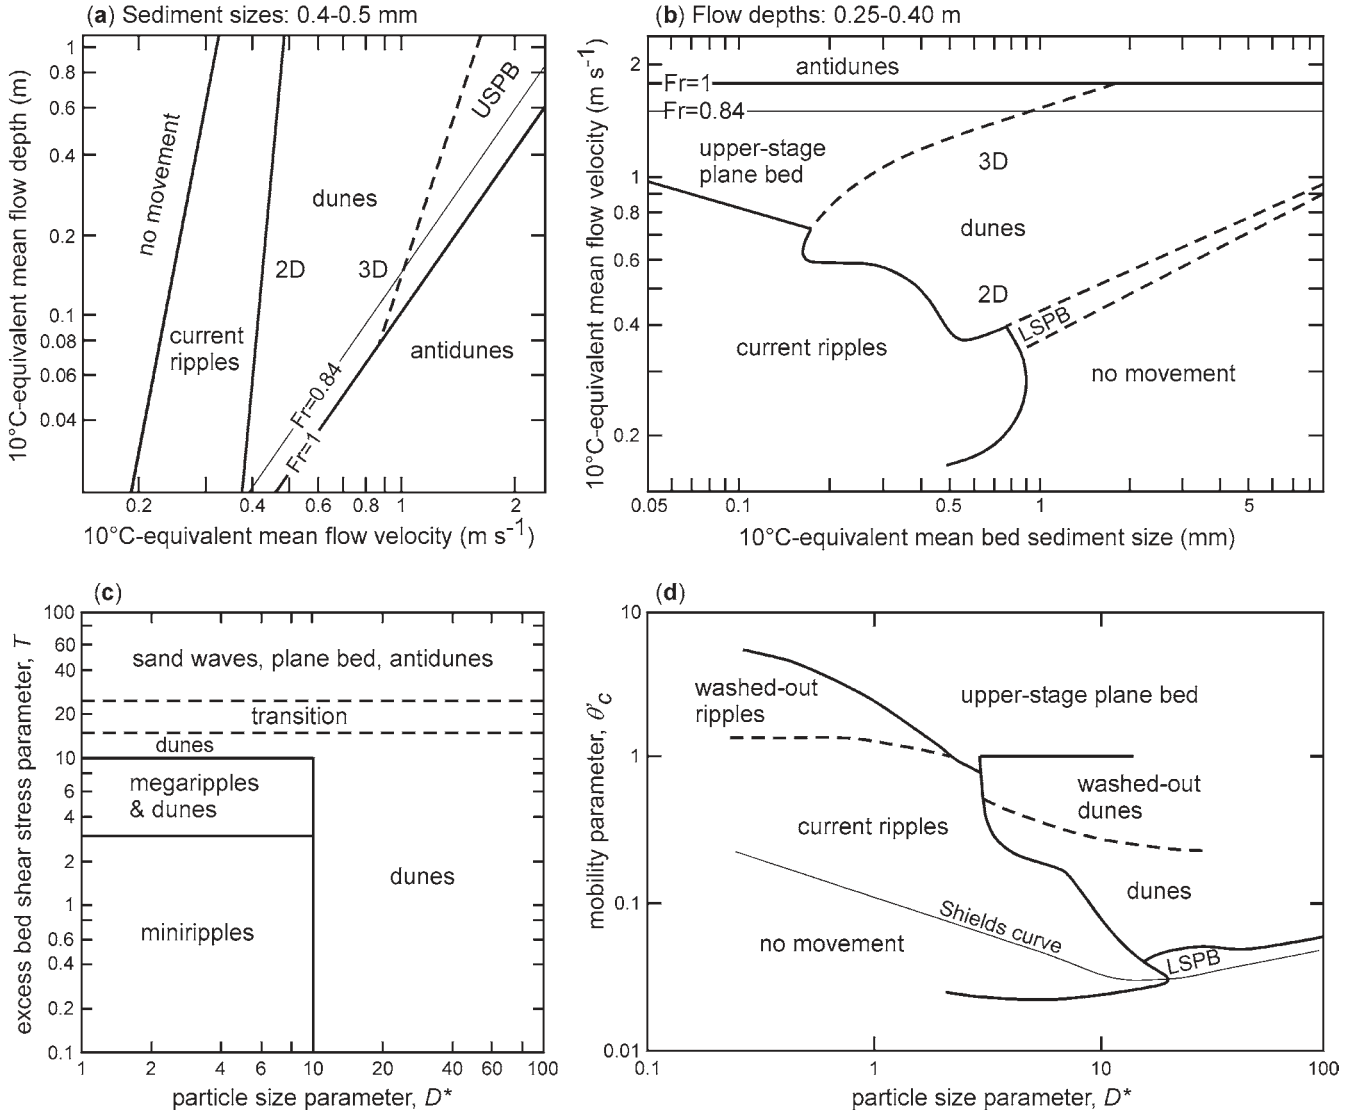 (a) Sediment sizes: 0.4-0.5 mm
10°C-equivalent mean flow depth (m)
1
0.8
0.6
0.4
0.2
0.1
0.08
0.06
0.04
no movement
current
ripples
dunes
2D
3D
USPB
antidunes
Fr=0.84
Fr=1
0.2
0.4
0.6
1
2
10°C-equivalent mean flow velocity (m s-1)
(b) Flow depths: 0.25-0.40 m
10°C-equivalent mean flow velocity (m s-1)
2
1
0.8
0.6
0.4
0.2
antidunes
Fr=1
Fr=0.84
upper-stage
plane bed
3D
dunes
2D
LSPB
current ripples
no movement
0.05
0.1
0.5
1
5
10°C-equivalent mean bed sediment size (mm)
(c)
excess bed shear stress parameter, T
100
60
40
20
10
6
4
2
1
0.6
0.4
0.2
0.1
sand waves, plane bed, antidunes
transition
dunes
megaripples
& dunes
dunes
miniripples
1
2
4
6
10
20
40
60
100
particle size parameter, D*
(d)
mobility parameter, θ'c
10
1
0.1
0.01
washed-out
ripples
upper-stage plane bed
washed-out
dunes
current ripples
dunes
Shields curve
no movement
LSPB
0.1
1
10
100
particle size parameter, D*